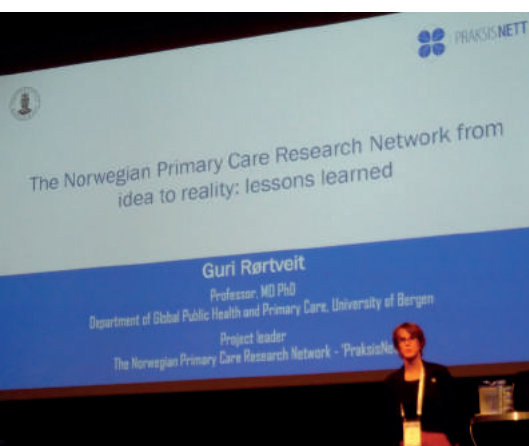 PRAKSISNETT
The Norwegian Primary Care Research Network from
idea to reality: lessons learned
Guri Rørtveit
Professor, MD PhD
Department of Global Public Health and Primary Care, University of Bergen
Project leader
The Norwegian Primary Care Research Network -